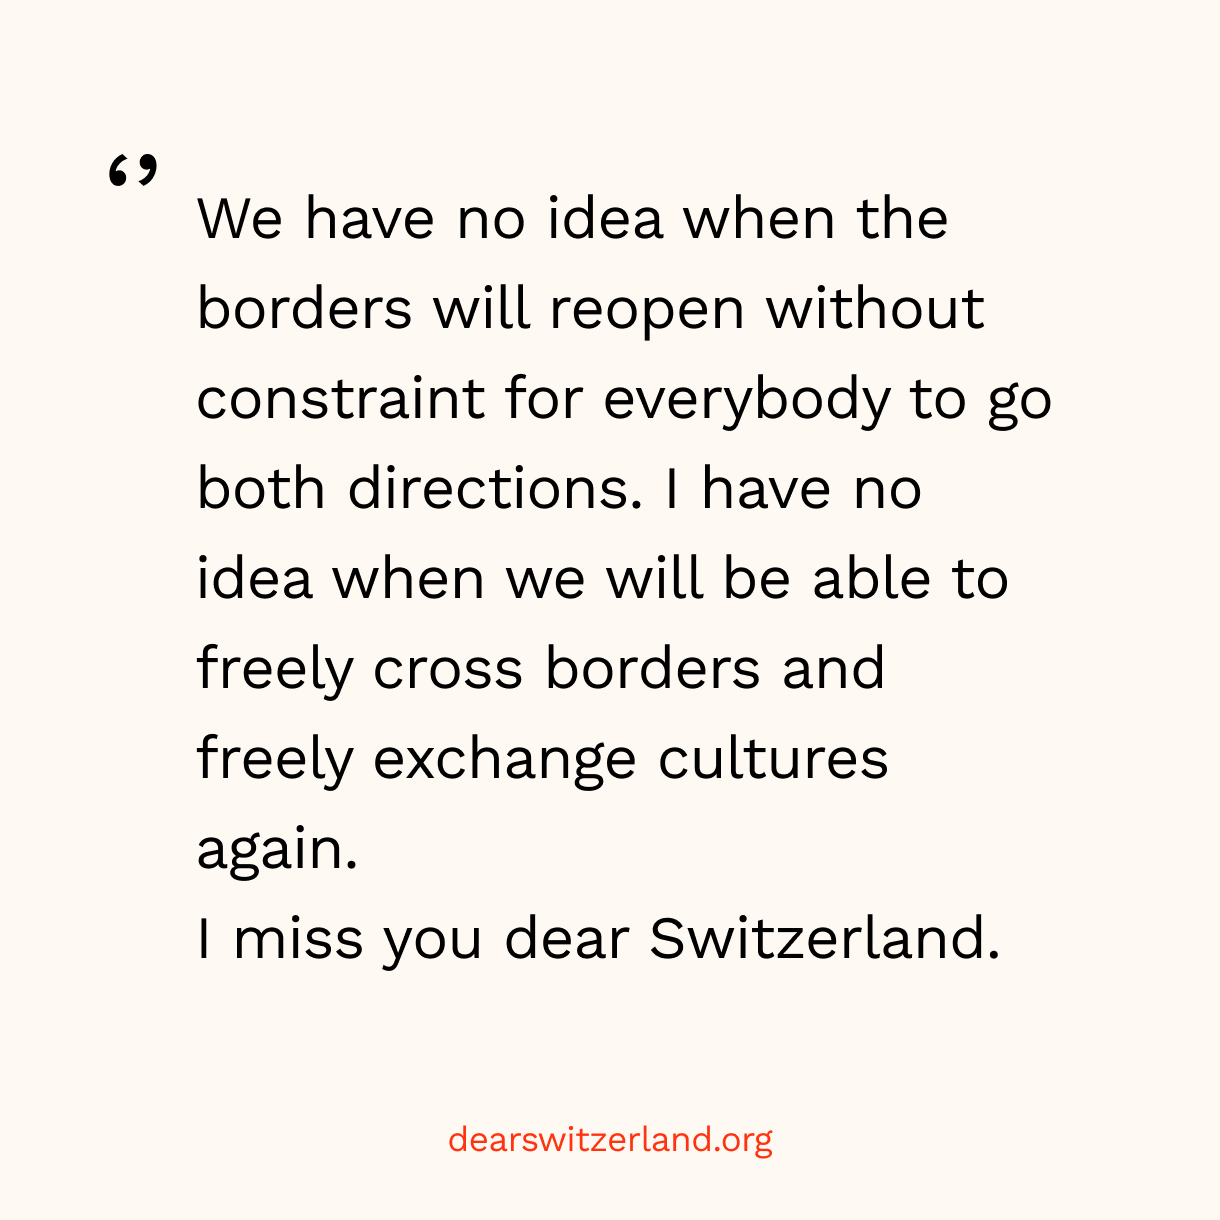 ‘’
We have no idea when the
borders will reopen without
constraint for everybody to go
both directions. I have no
idea when we will be able to
freely cross borders and
freely exchange cultures
again.
I miss you dear Switzerland.
dearswitzerland.org